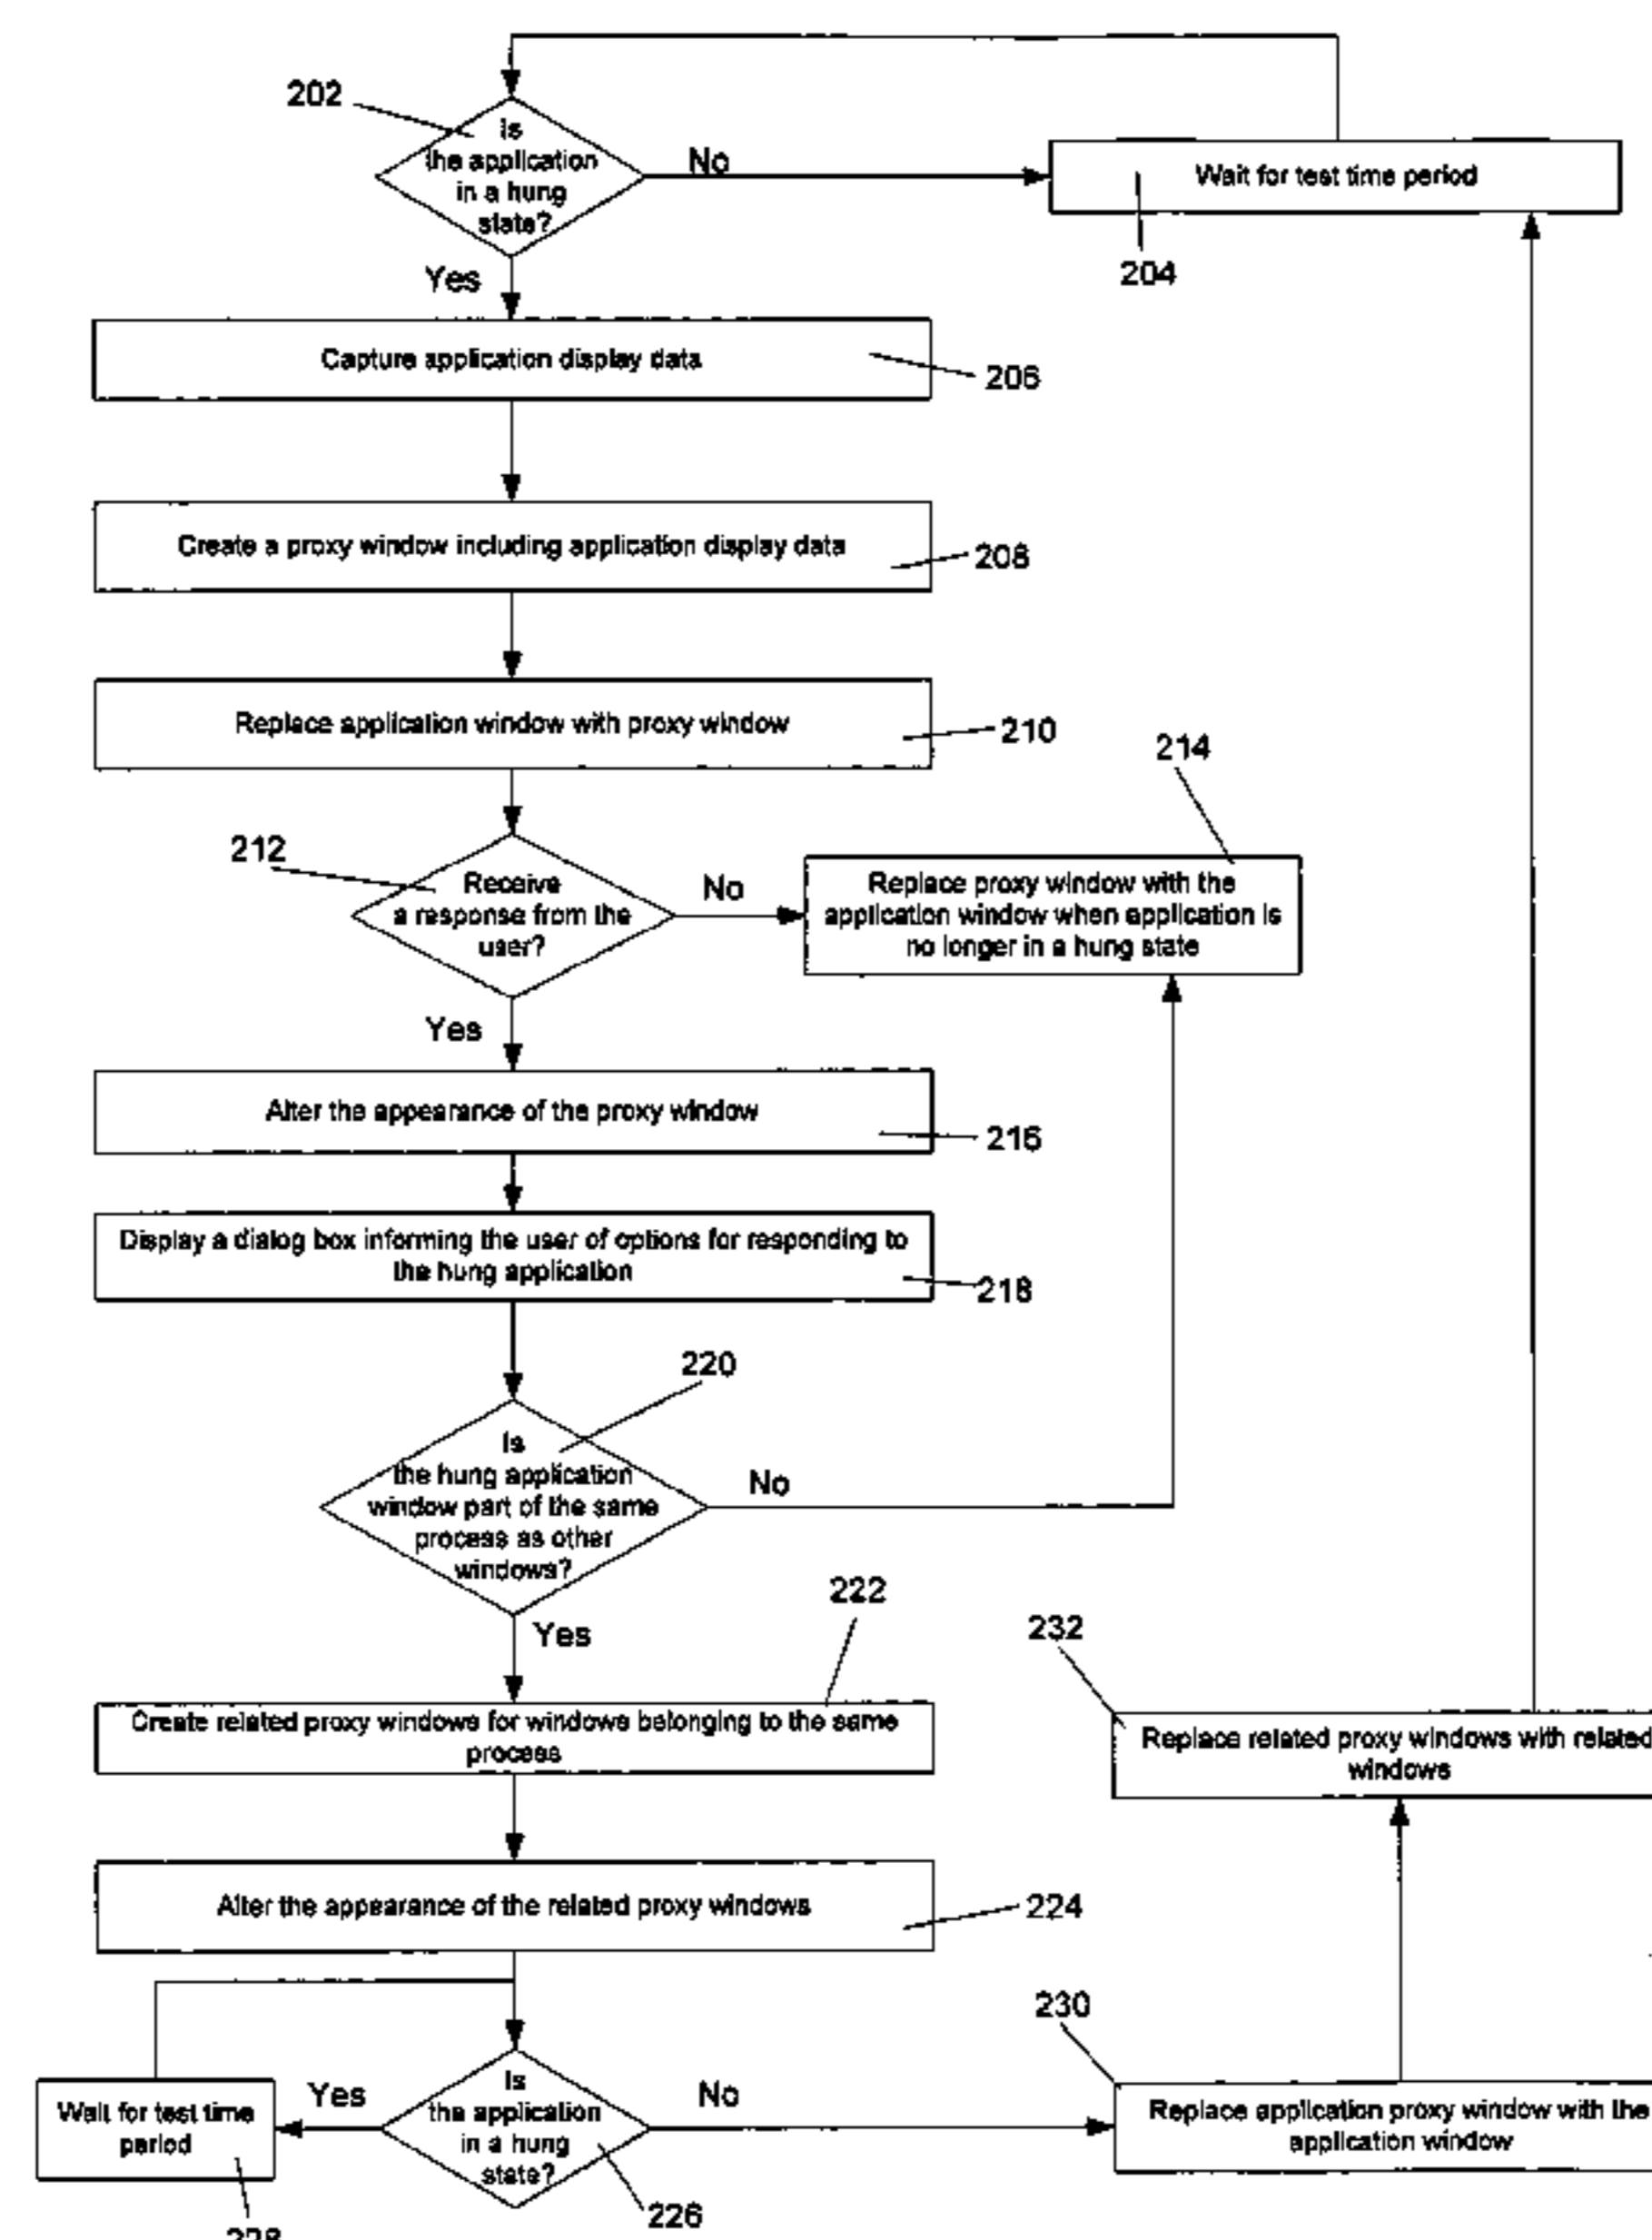 202
Is
the application
in a hung
state?
No
Wait for test time period
204
Yes
Capture application display data
206
Create a proxy window including application display data
208
Replace application window with proxy window
210
214
212
Receive
a response from the
user?
No
Replace proxy window with the
application window when application is
no longer in a hung state
Yes
Alter the appearance of the proxy window
216
Display a dialog box informing the user of options for responding to
the hung application
218
220
Is
the hung application
window part of the same
process as other
windows?
No
Yes
222
232
Create related proxy windows for windows belonging to the same
process
Replace related proxy windows with related
windows
Alter the appearance of the related proxy windows
224
230
Wait for test time
period
Yes
Is
the application
in a hung
state?
No
Replace application proxy window with the
application window
226
228